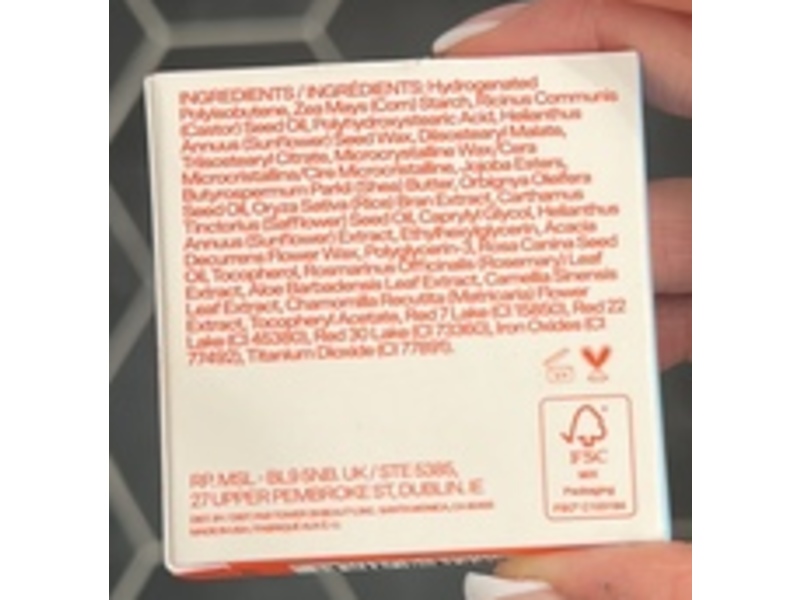 INGREDIENTS / INGRÉDIENTS: Hydrogenated
Polyisobutene, Zea Mays (Corn) Starch, Ricinus Communis
(Castor) Seed Oil, Polyhydroxystearic Acid, Helianthus
Annuus (Sunflower) Seed Wax, Diisostearyl Malate,
Triisostearyl Citrate, Microcrystalline Wax/Cera
Microcristallina/Cire Microcrystalline, Jojoba Esters,
Butyrospermum Parkii (Shea) Butter, Orbignya Oleifera
Seed Oil, Oryza Sativa (Rice) Bran Extract, Carthamus
Tinctorius (Safflower) Seed Oil, Caprylyl Glycol, Helianthus
Annuus (Sunflower) Extract, Ethylhexylglycerin, Acacia
Decurrens Flower Wax, Polyglycerin-3, Rosa Canina Seed
Oil, Tocopherol, Rosmarinus Officinalis (Rosemary) Leaf
Extract, Aloe Barbadensis Leaf Extract, Camellia Sinensis
Leaf Extract, Chamomilla Recutita (Matricaria) Flower
Extract, Tocopheryl Acetate, Red 7 Lake (CI 15850), Red 22
Lake (CI 45380), Red 30 Lake (CI 73360), Iron Oxides (CI
77492), Titanium Dioxide (CI 77891).
RP. MSL - BL9 5NB. UK / STE 5385,
27 UPPER PEMBROKE ST, DUBLIN. IE
FSC
MIX
Packaging